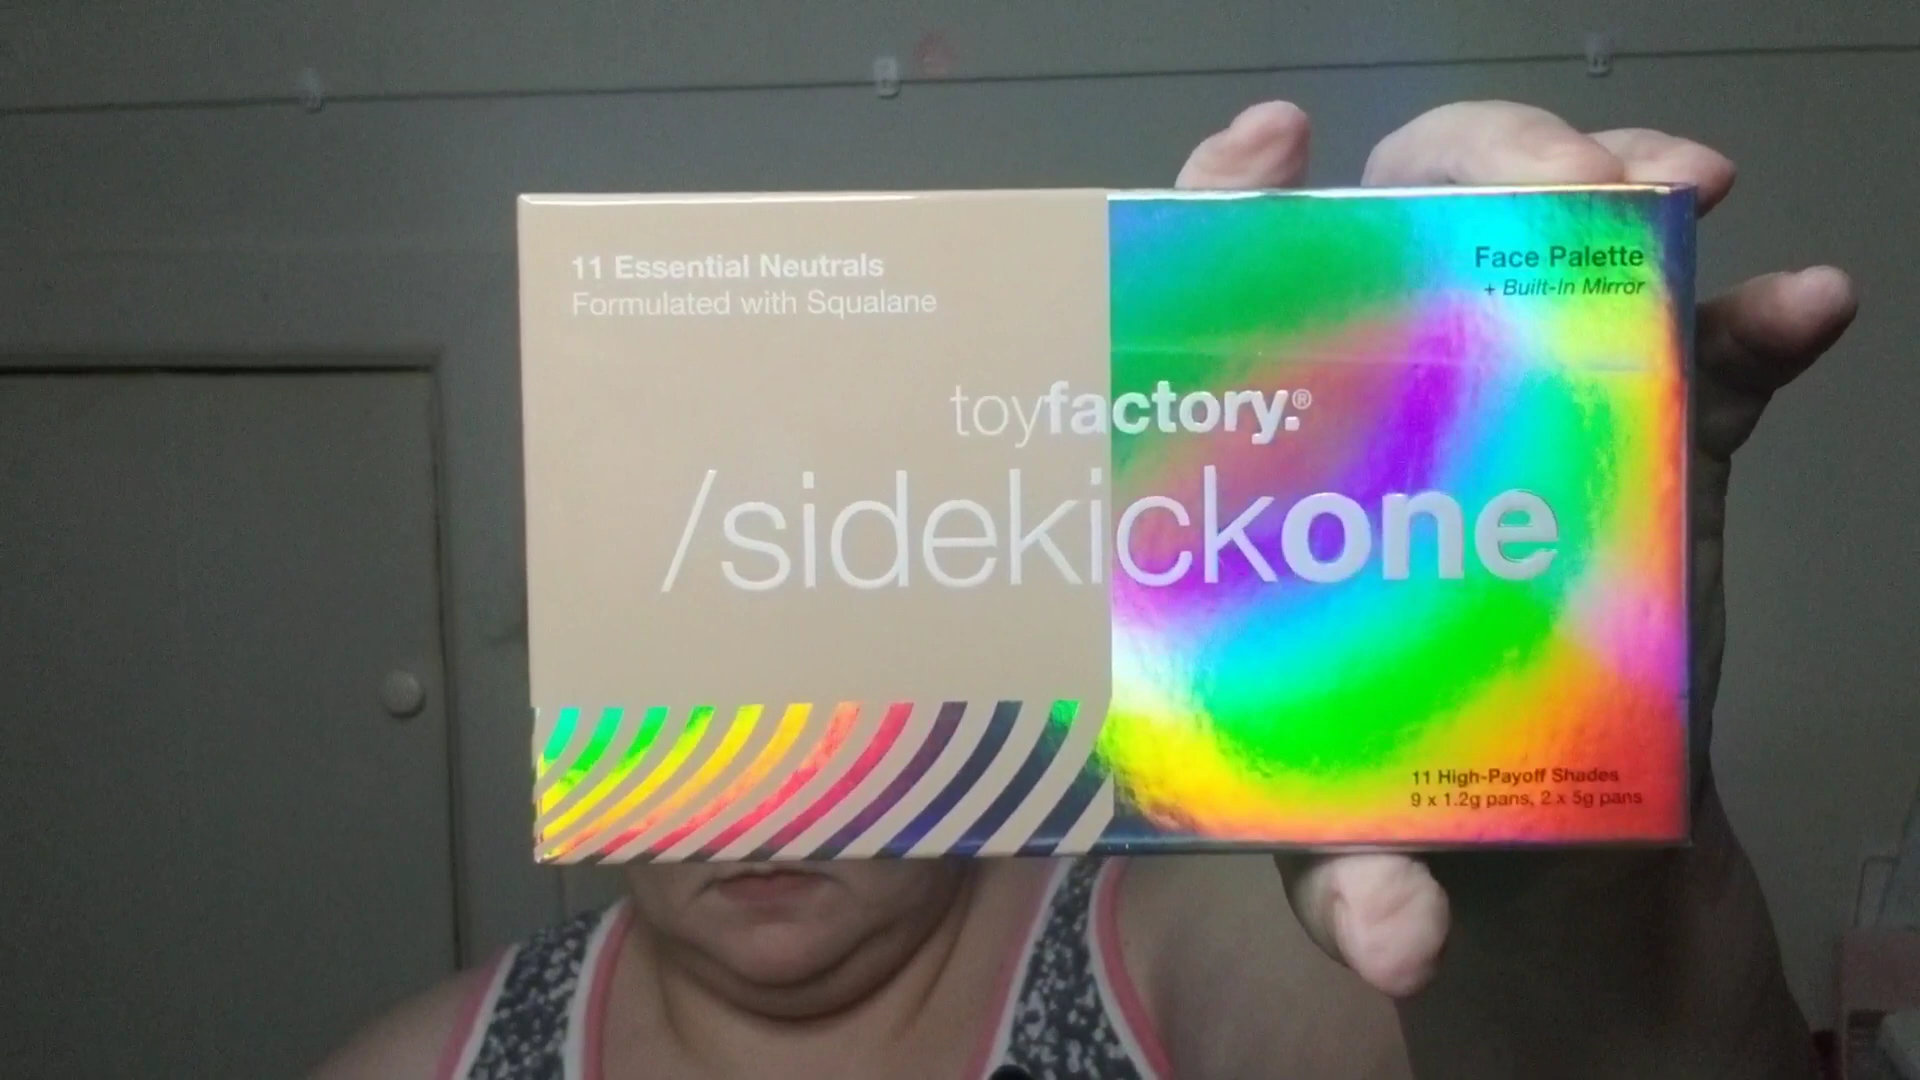 11 Essential Neutrals
Formulated with Squalane
Face Palette
+ Built-In Mirror
toyfactory.®
/sidekickone
11 High-Payoff Shades
9 x 1.2g pans, 2 x 5g pans